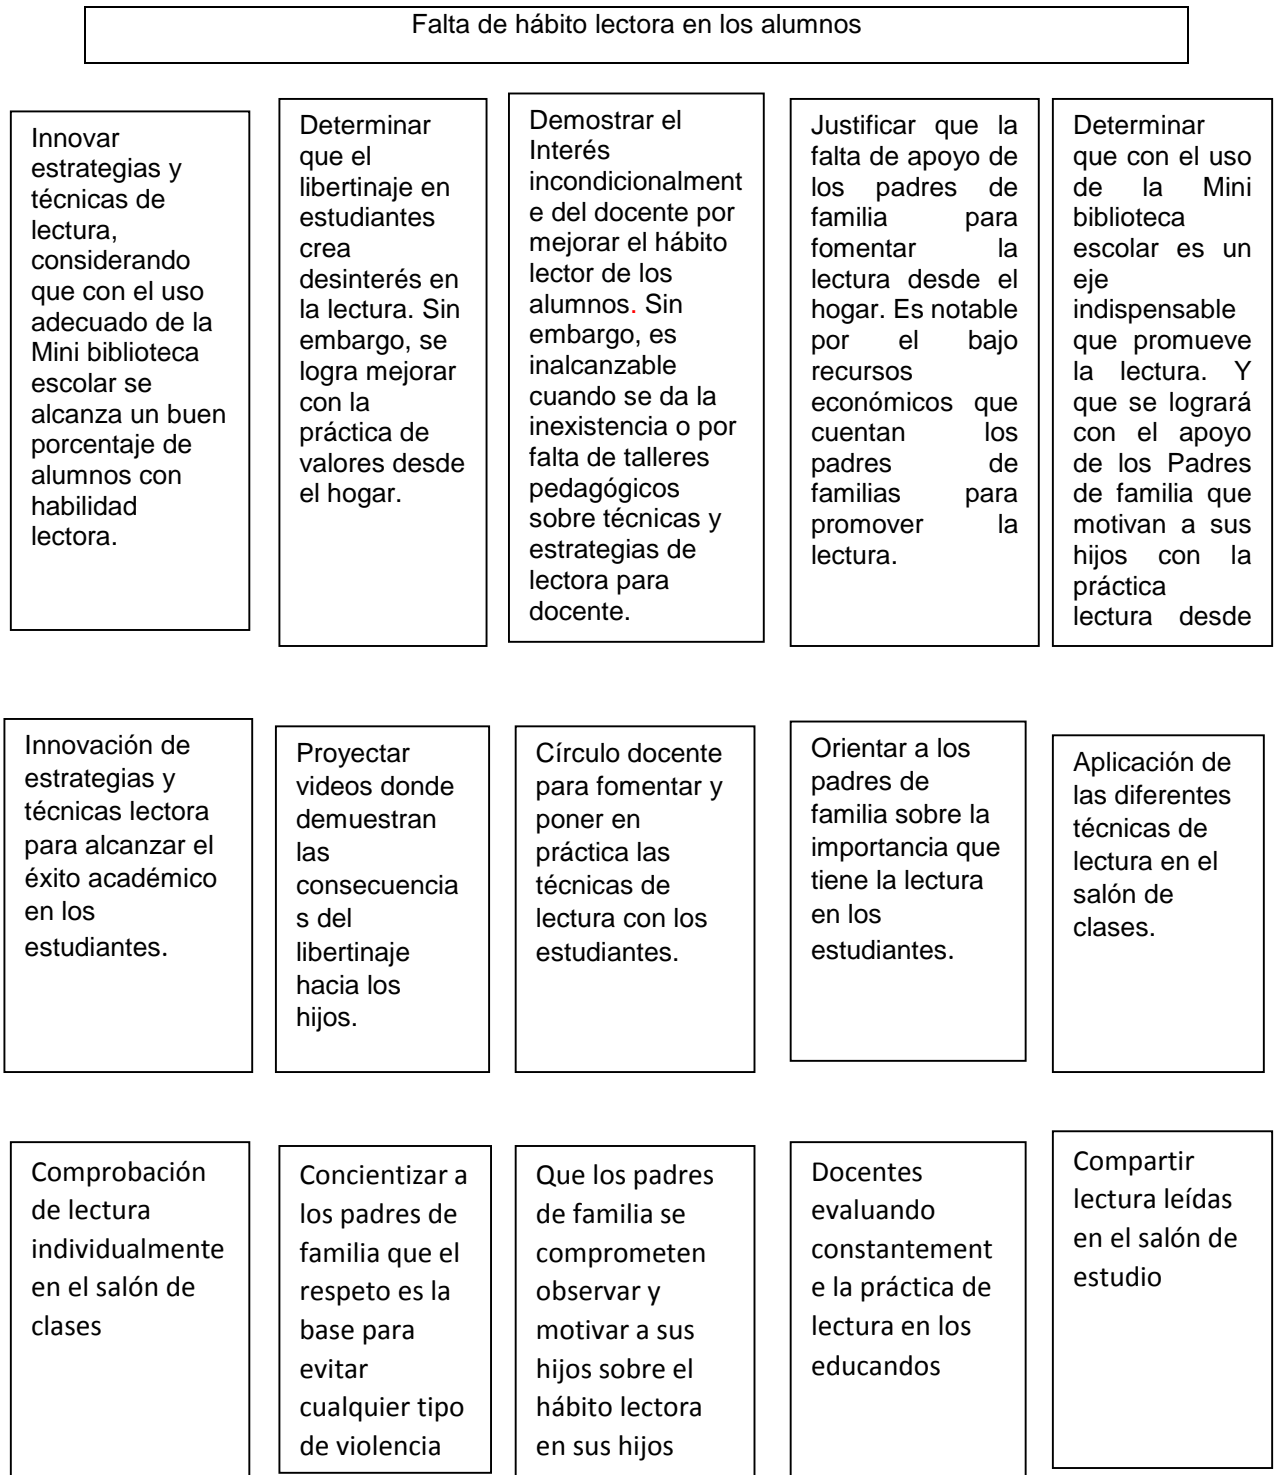 Falta de hábito lectora en los alumnos
Innovar
estrategias y
técnicas de
lectura,
considerando
que con el uso
adecuado de la
Mini biblioteca
escolar se
alcanza un buen
porcentaje de
alumnos con
habilidad
lectora.
Determinar
que el
libertinaje en
estudiantes
crea
desinterés en
la lectura. Sin
embargo, se
logra mejorar
con la
práctica de
valores desde
el hogar.
Demostrar el
Interés
incondicionalment
e del docente por
mejorar el hábito
lector de los
alumnos. Sin
embargo, es
inalcanzable
cuando se da la
inexistencia o por
falta de talleres
pedagógicos
sobre técnicas y
estrategias de
lectora para
docente.
Justificar que la
falta de apoyo de
los padres de
familia para
fomentar la
lectura desde el
hogar. Es notable
por el bajo
recursos
económicos que
cuentan los
padres de
familias para
promover la
lectura.
Determinar
que con el uso
de la Mini
biblioteca
escolar es un
eje
indispensable
que promueve
la lectura. Y
que se logrará
con el apoyo
de los Padres
de familia que
motivan a sus
hijos con la
práctica
lectura desde
Innovación de
estrategias y
técnicas lectora
para alcanzar el
éxito académico
en los
estudiantes.
Proyectar
videos donde
demuestran
las
consecuencia
s del
libertinaje
hacia los
hijos.
Círculo docente
para fomentar y
poner en
práctica las
técnicas de
lectura con los
estudiantes.
Orientar a los
padres de
familia sobre la
importancia que
tiene la lectura
en los
estudiantes.
Aplicación de
las diferentes
técnicas de
lectura en el
salón de
clases.
Comprobación
de lectura
individualmente
en el salón de
clases
Concientizar a
los padres de
familia que el
respeto es la
base para
evitar
cualquier tipo
de violencia
Que los padres
de familia se
comprometen
observar y
motivar a sus
hijos sobre el
hábito lectora
en sus hijos
Docentes
evaluando
constantement
e la práctica de
lectura en los
educandos
Compartir
lectura leídas
en el salón de
estudio